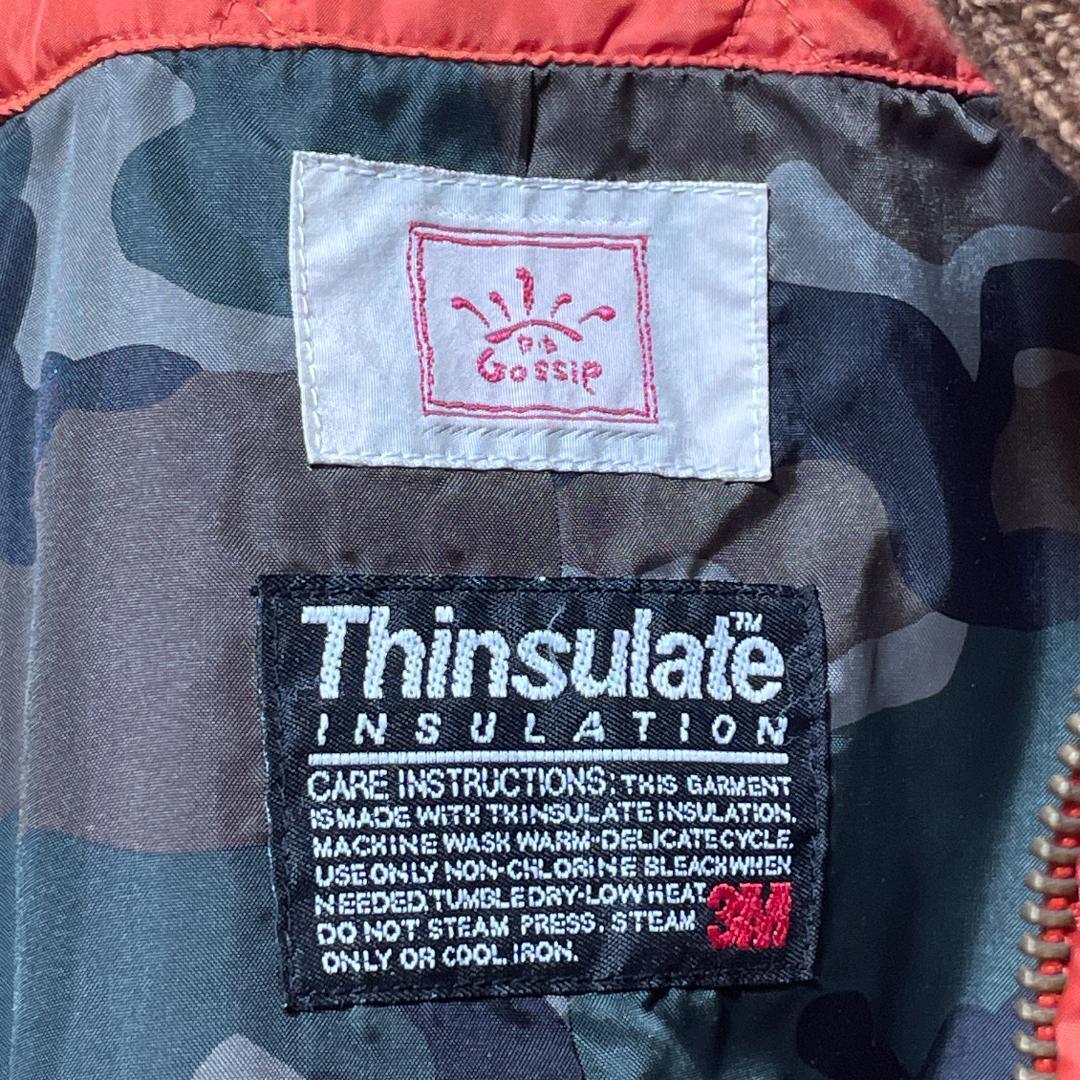 Gossip
Thinsulate™
INSULATION
CARE INSTRUCTIONS: THIS GARMENT
IS MADE WITH THINSULATE INSULATION.
MACHINE WASH WARM-DELICATE CYCLE.
USE ONLY NON-CHLORINE BLEACH WHEN
NEEDED. TUMBLE DRY-LOW HEAT
DO NOT STEAM PRESS. STEAM
ONLY OR COOL IRON.
3M